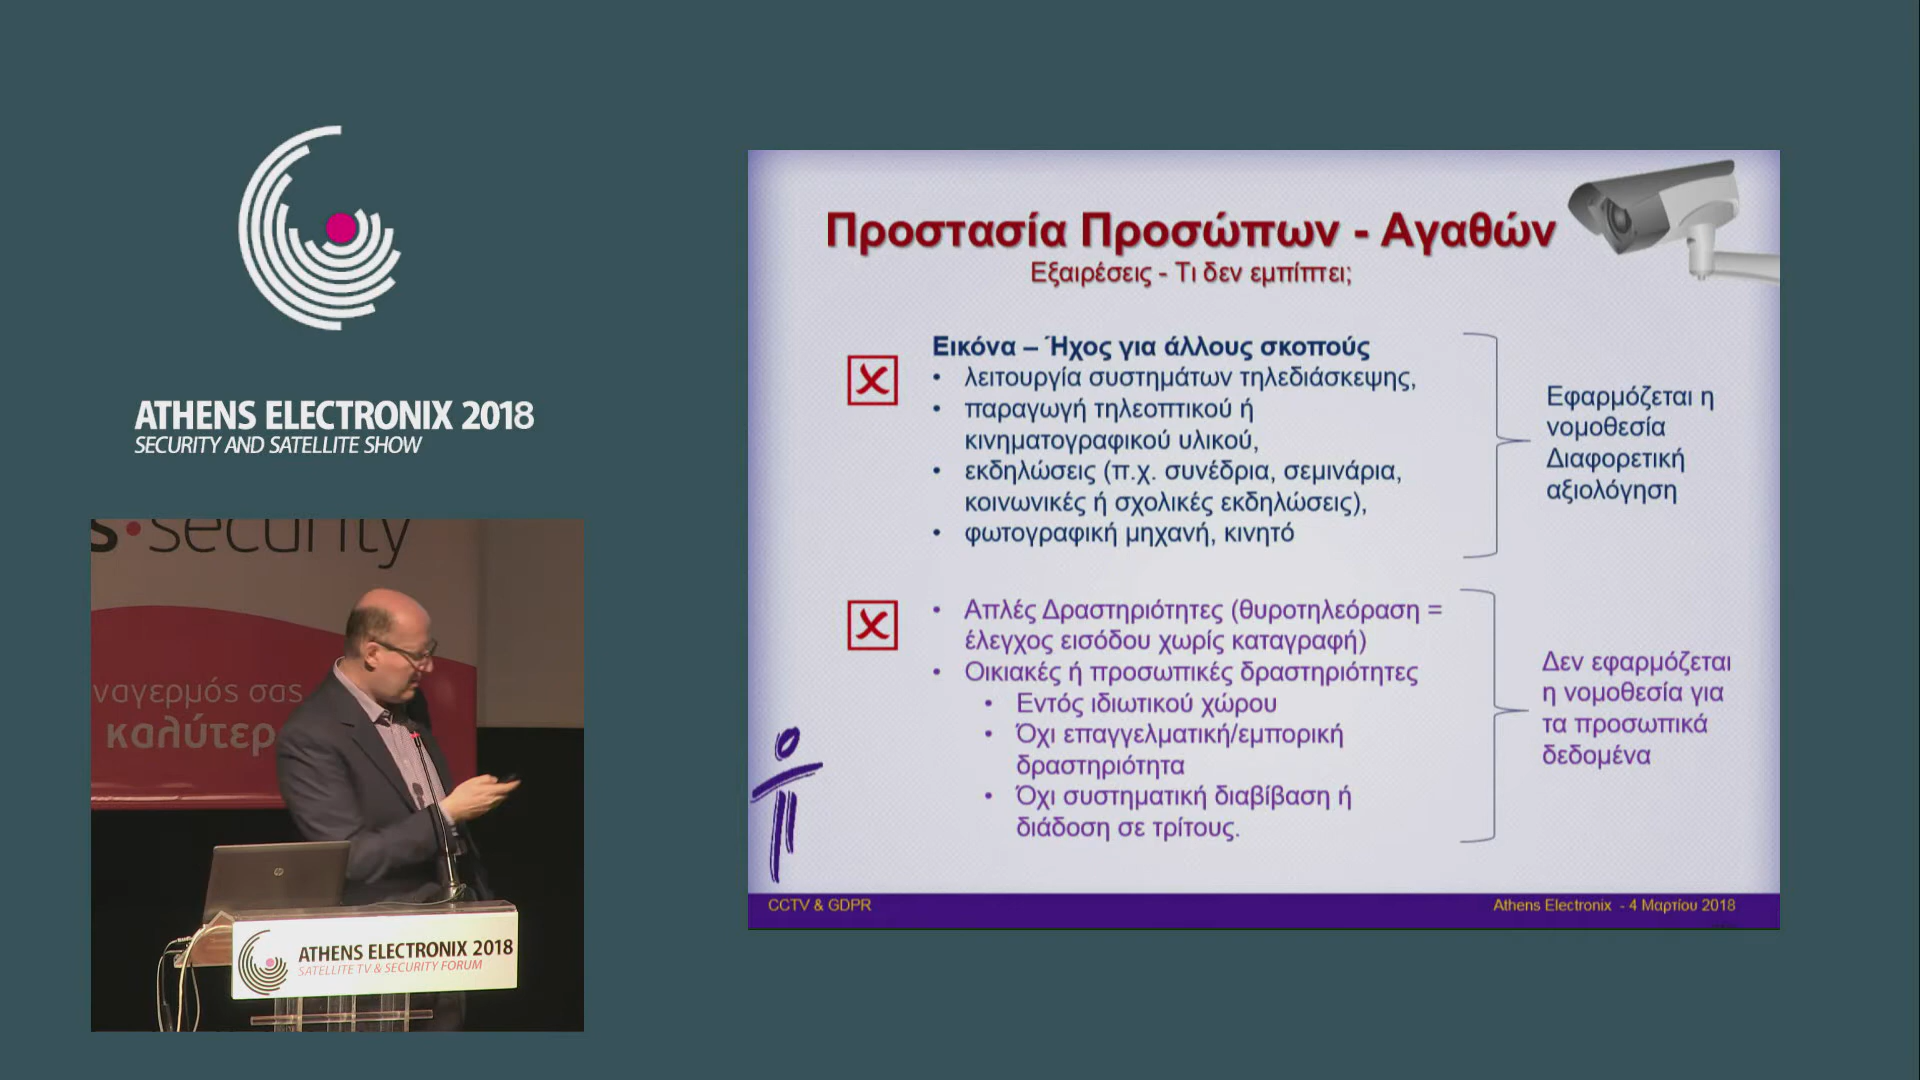 ATHENS ELECTRONIX 2018
SECURITY AND SATELLITE SHOW
s·security
ναγερμός σας
καλύτερ
hp
ATHENS ELECTRONIX 2018
SATELLITE TV & SECURITY FORUM
Προστασία Προσώπων - Αγαθών
Εξαιρέσεις - Τι δεν εμπίπτει;
Εικόνα – Ήχος για άλλους σκοπούς
• λειτουργία συστημάτων τηλεδιάσκεψης,
• παραγωγή τηλεοπτικού ή
κινηματογραφικού υλικού,
• εκδηλώσεις (π.χ. συνέδρια, σεμινάρια,
κοινωνικές ή σχολικές εκδηλώσεις),
• φωτογραφική μηχανή, κινητό
Εφαρμόζεται η
νομοθεσία
Διαφορετική
αξιολόγηση
• Απλές Δραστηριότητες (θυροτηλεόραση =
έλεγχος εισόδου χωρίς καταγραφή)
• Οικιακές ή προσωπικές δραστηριότητες
• Εντός ιδιωτικού χώρου
• Όχι επαγγελματική/εμπορική
δραστηριότητα
• Όχι συστηματική διαβίβαση ή
διάδοση σε τρίτους.
Δεν εφαρμόζεται
η νομοθεσία για
τα προσωπικά
δεδομένα
CCTV & GDPR
Athens Electronix - 4 Μαρτίου 2018